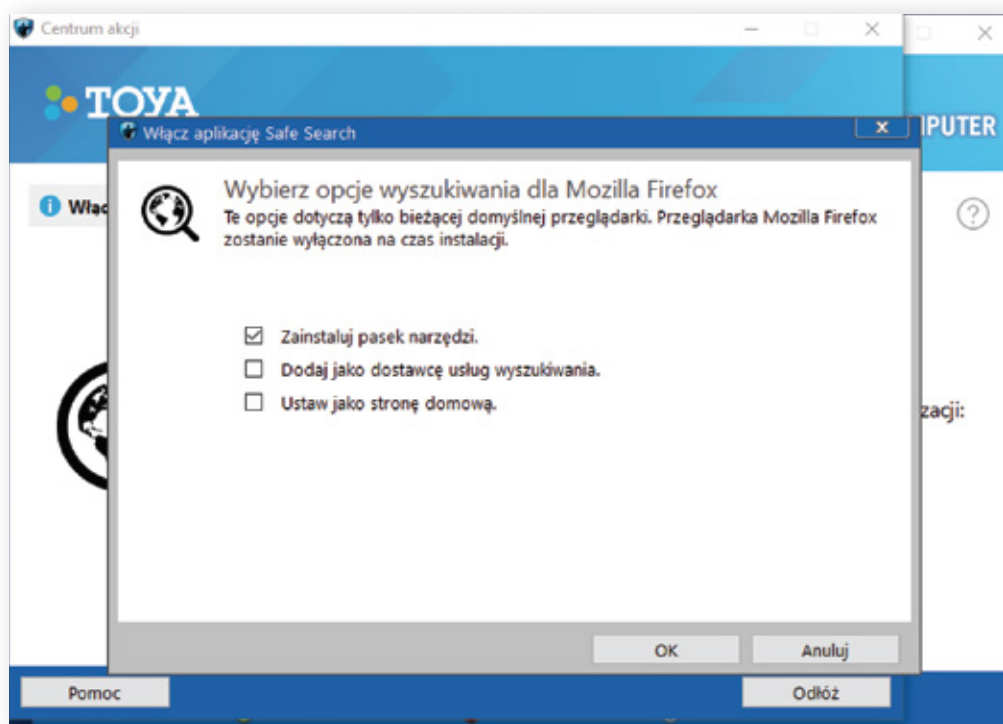 Centrum akcji
TOYA
PUTER
Włącz aplikację Safe Search
Włąc
Wybierz opcje wyszukiwania dla Mozilla Firefox
Te opcje dotyczą tylko bieżącej domyślnej przeglądarki. Przeglądarka Mozilla Firefox
zostanie wyłączona na czas instalacji.
Zainstaluj pasek narzędzi.
Dodaj jako dostawcę usług wyszukiwania.
Ustaw jako stronę domową.
zacji:
OK
Anuluj
Pomoc
Odłóż